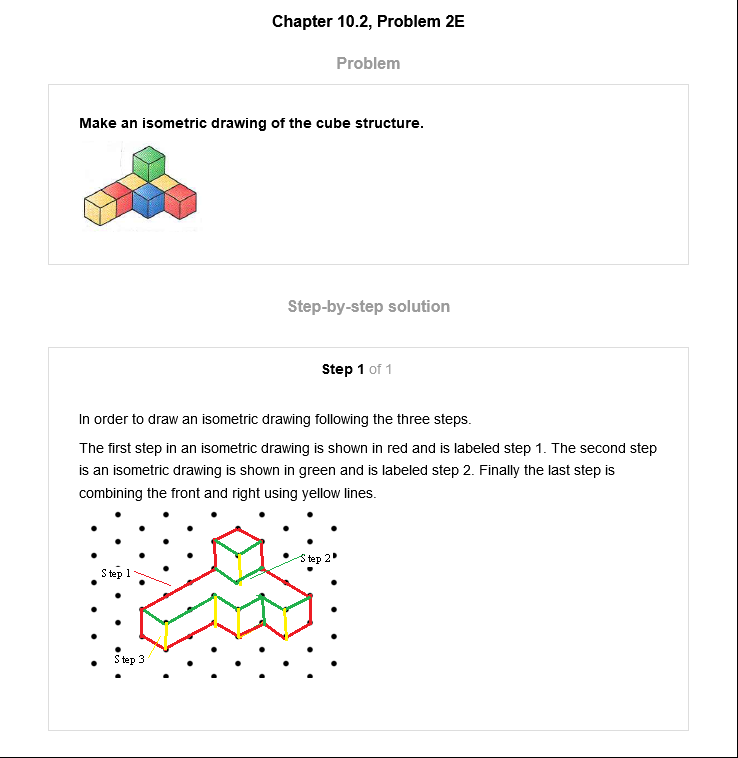 Chapter 10.2, Problem 2E
Problem
Make an isometric drawing of the cube structure.
Step-by-step solution
Step 1 of 1
In order to draw an isometric drawing following the three steps.
The first step in an isometric drawing is shown in red and is labeled step 1. The second step
is an isometric drawing is shown in green and is labeled step 2. Finally the last step is
combining the front and right using yellow lines.
Step 2
Step 1
Step 3